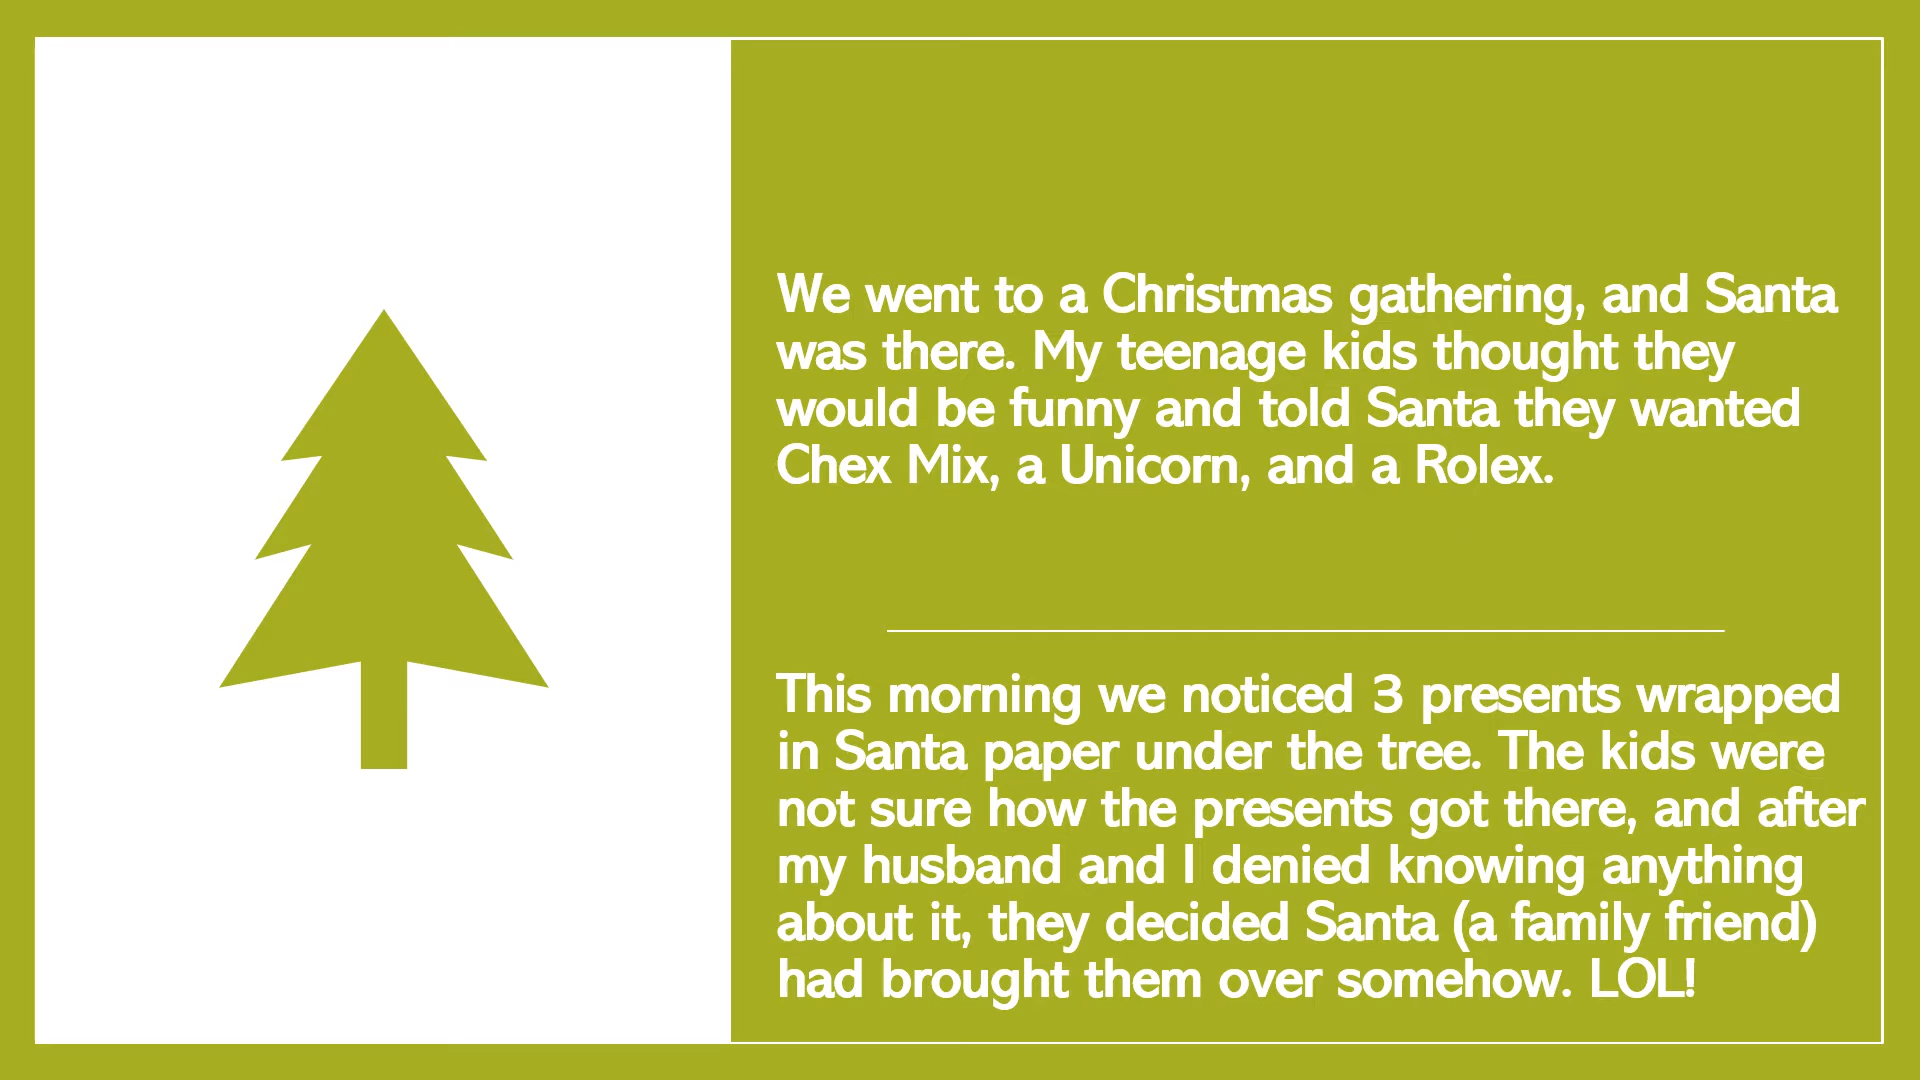 We went to a Christmas gathering, and Santa
was there. My teenage kids thought they
would be funny and told Santa they wanted
Chex Mix, a Unicorn, and a Rolex.
This morning we noticed 3 presents wrapped
in Santa paper under the tree. The kids were
not sure how the presents got there, and after
my husband and I denied knowing anything
about it, they decided Santa (a family friend)
had brought them over somehow. LOL!